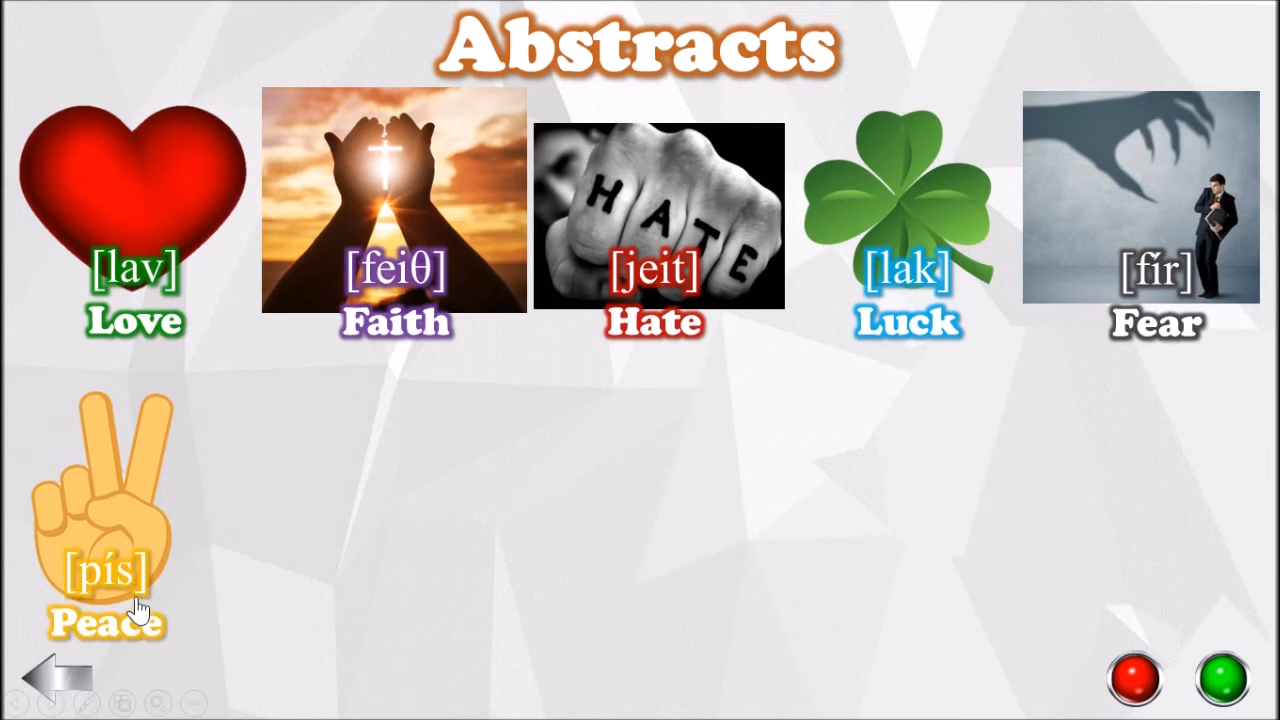 Abstracts
HATE
[lav]
[feiθ]
[jeit]
[lak]
[fír]
Love
Faith
Hate
Luck
Fear
[pís]
Peace